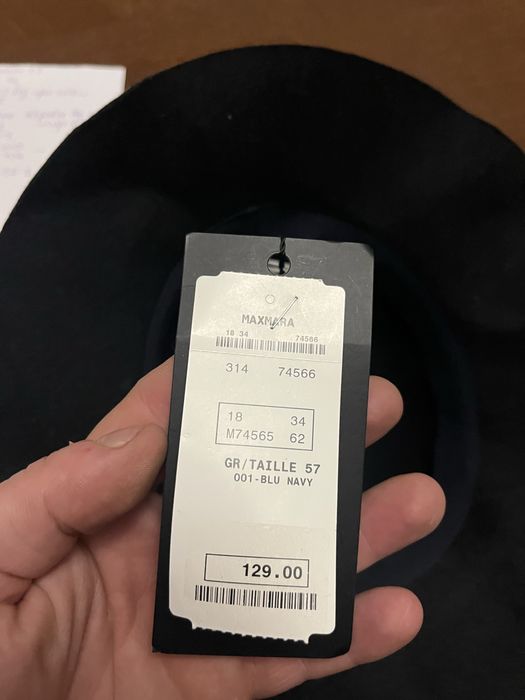 MAXMARA
18 34 74566
314 74566
18 34
M74565 62
GR/TAILLE 57
001-BLU NAVY
129.00